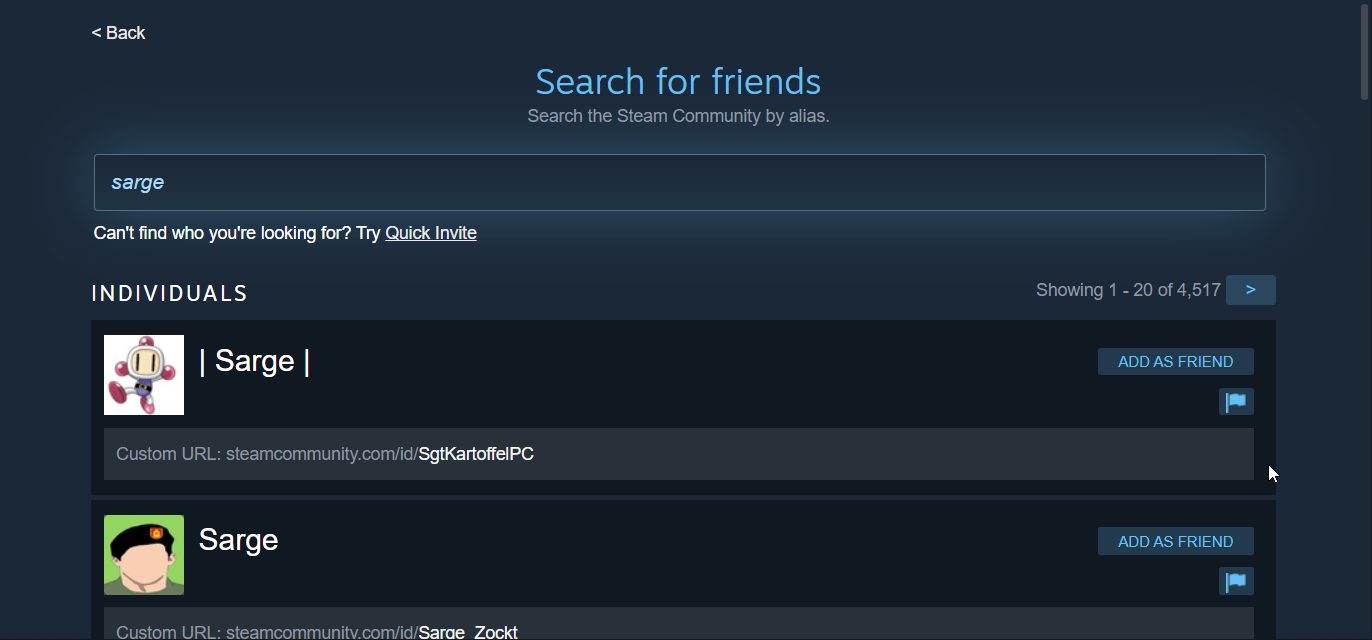 < Back
Search for friends
Search the Steam Community by alias.
sarge
Can't find who you're looking for? Try Quick Invite
INDIVIDUALS
Showing 1 - 20 of 4,517 >
| Sarge |
ADD AS FRIEND
Custom URL: steamcommunity.com/id/SgtKartoffelPC
Sarge
ADD AS FRIEND
Custom URL: steamcommunity.com/id/Sarge_Zockt